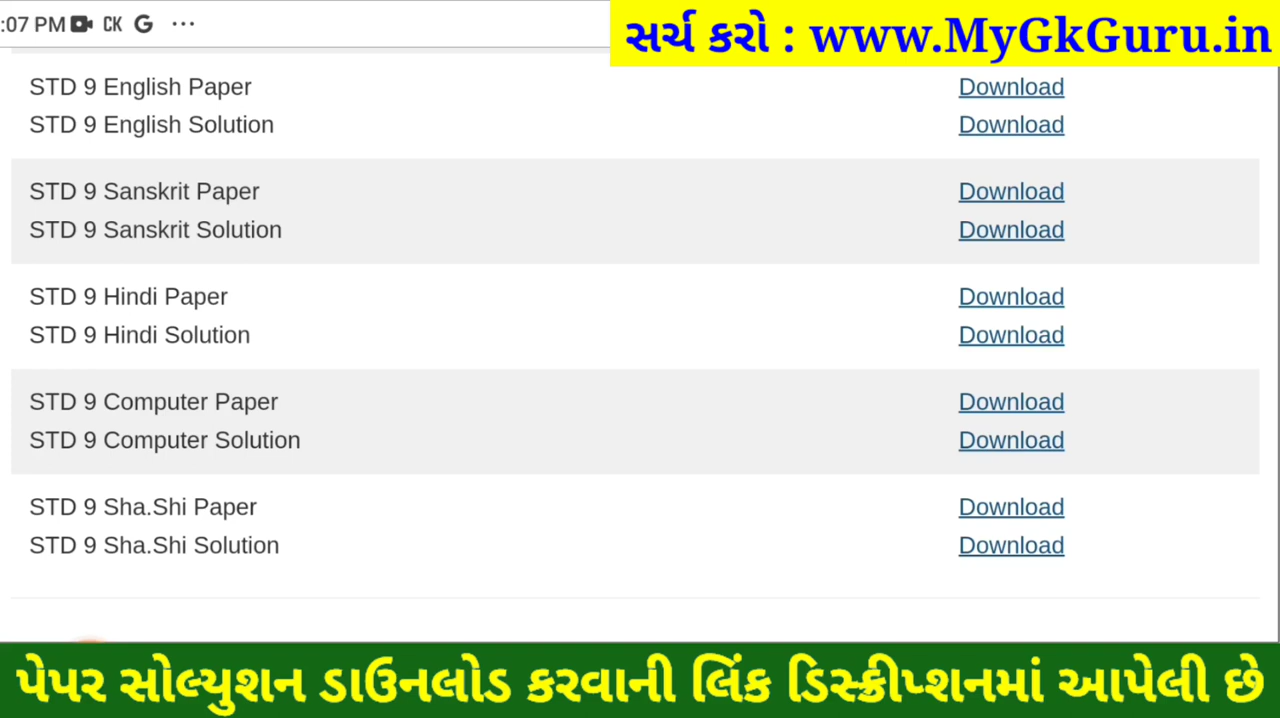 :07 PM CK G ...
સર્ચ કરો : www.MyGkGuru.in
STD 9 English Paper Download
STD 9 English Solution Download
STD 9 Sanskrit Paper Download
STD 9 Sanskrit Solution Download
STD 9 Hindi Paper Download
STD 9 Hindi Solution Download
STD 9 Computer Paper Download
STD 9 Computer Solution Download
STD 9 Sha.Shi Paper Download
STD 9 Sha.Shi Solution Download
પેપર સોલ્યુશન ડાઉનલોડ કરવાની લિંક ડિસ્ક્રીપ્શનમાં આપેલી છે